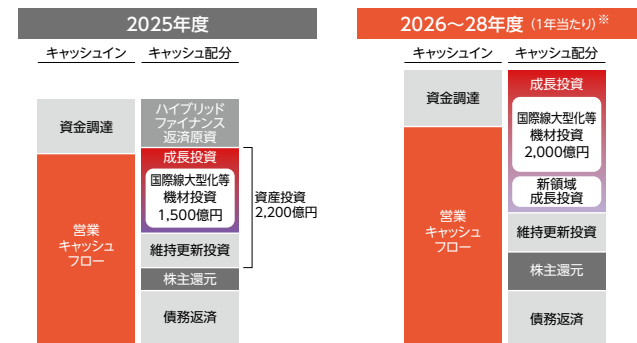 2025年度
キャッシュイン
キャッシュ配分
資金調達
営業
キャッシュ
フロー
ハイブリッド
ファイナンス
返済原資
成長投資
国際線大型化等
機材投資
1,500億円
維持更新投資
株主還元
債務返済
資産投資
2,200億円
2026～28年度（1年当たり）※
キャッシュイン
キャッシュ配分
資金調達
営業
キャッシュ
フロー
成長投資
国際線大型化等
機材投資
2,000億円
新領域
成長投資
維持更新投資
株主還元
債務返済